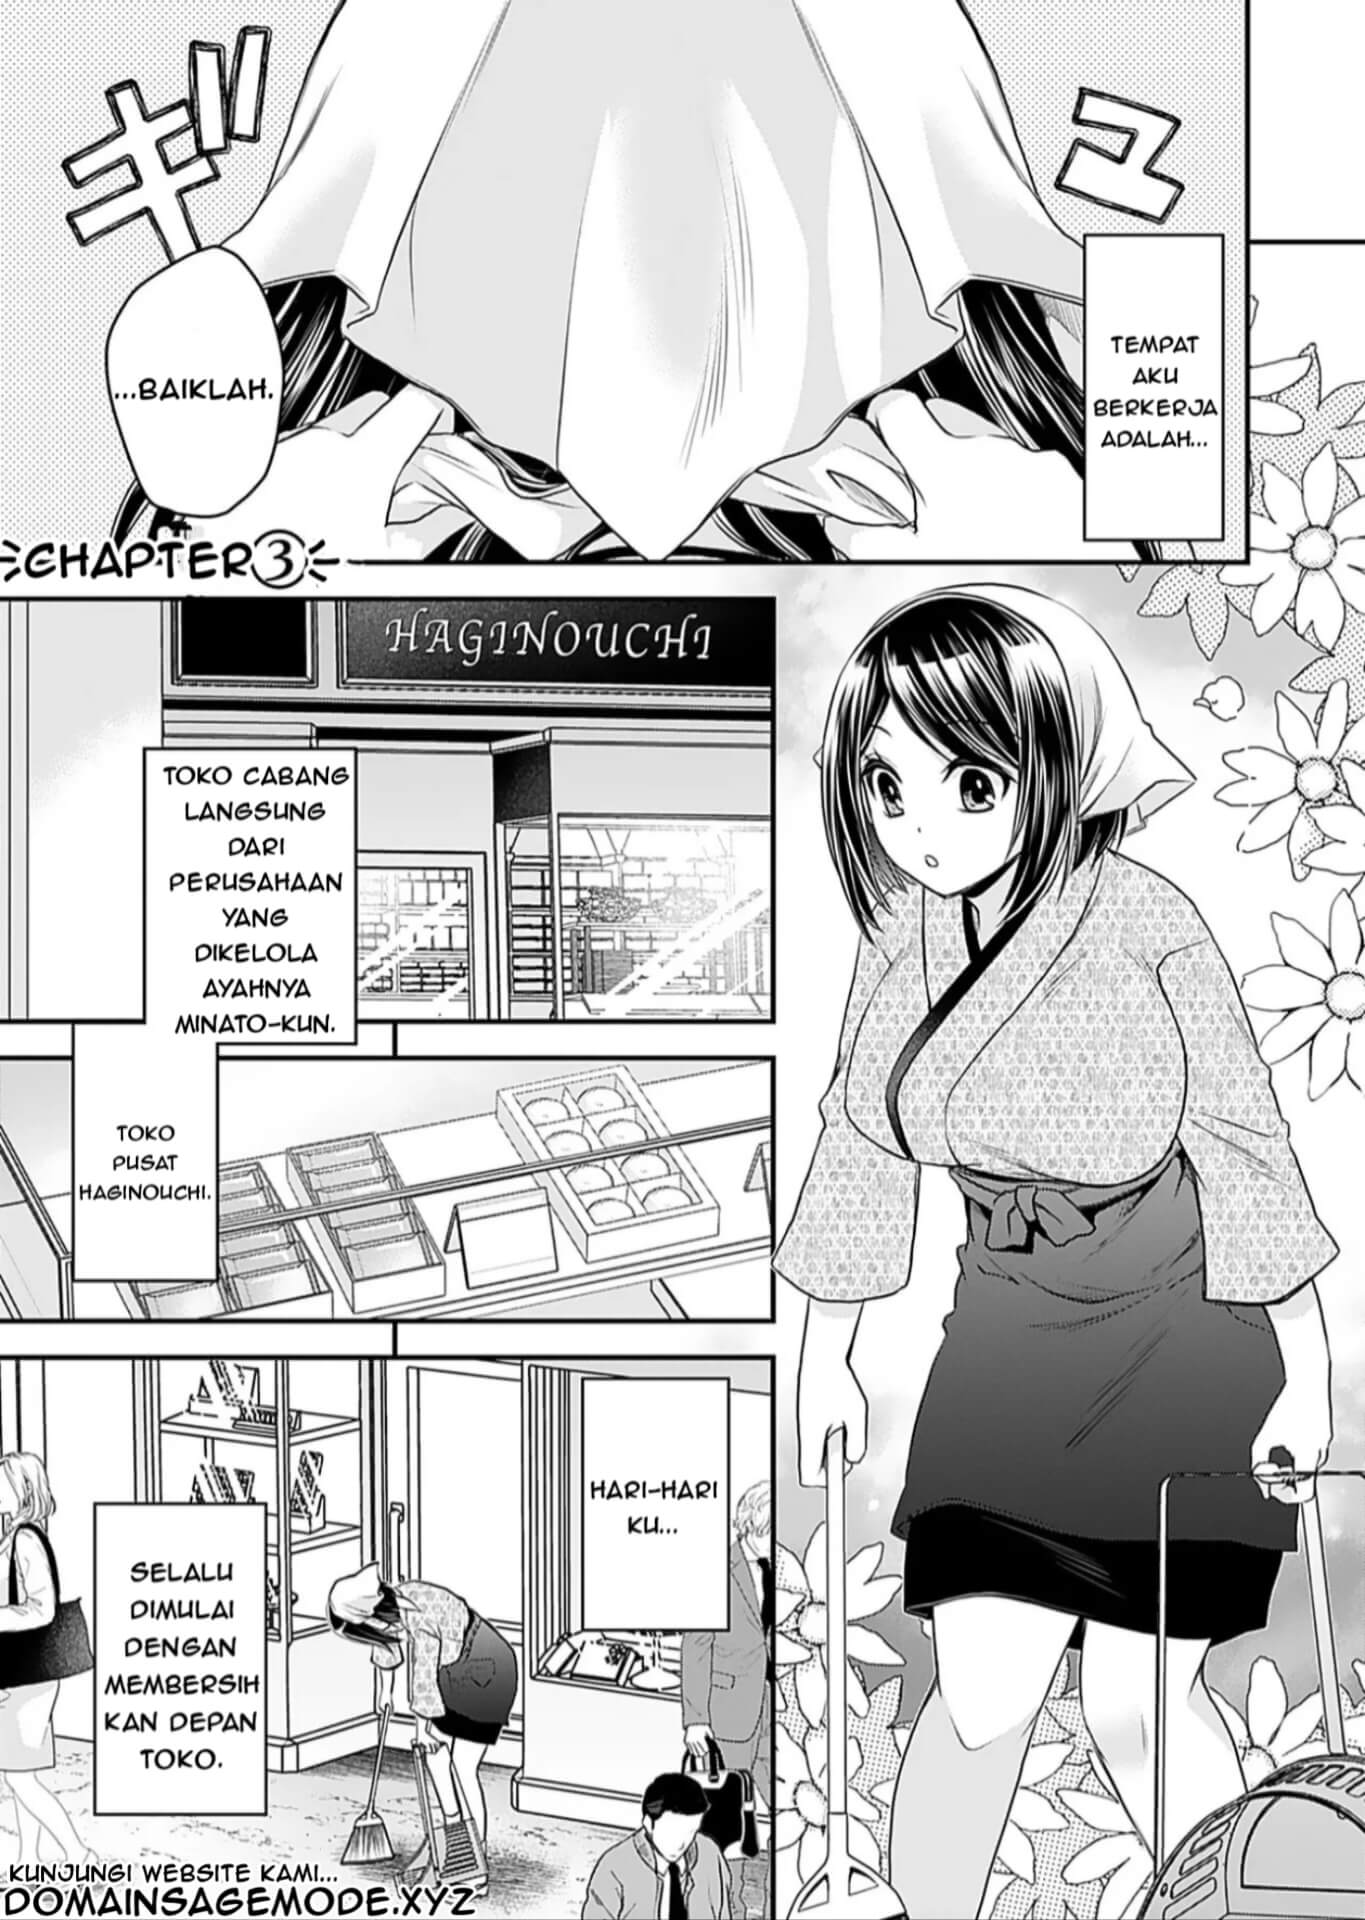 ギュ
TEMPAT
AKU
BERKERJA
ADALAH...
...BAIKLAH.
CHAPTER 3
HAGINOUCHI
TOKO CABANG
LANGSUNG
DARI
PERUSAHAAN
YANG
DIKELOLA
AYAHNYA
MINATO-KUN.
TOKO
PUSAT
HAGINOUCHI.
HARI-HARI
KU...
SELALU
DIMULAI
DENGAN
MEMBERSIH
KAN DEPAN
TOKO.
KUNJUNGI WEBSITE KAMI...
DOMAINSAGEMODE.XYZ